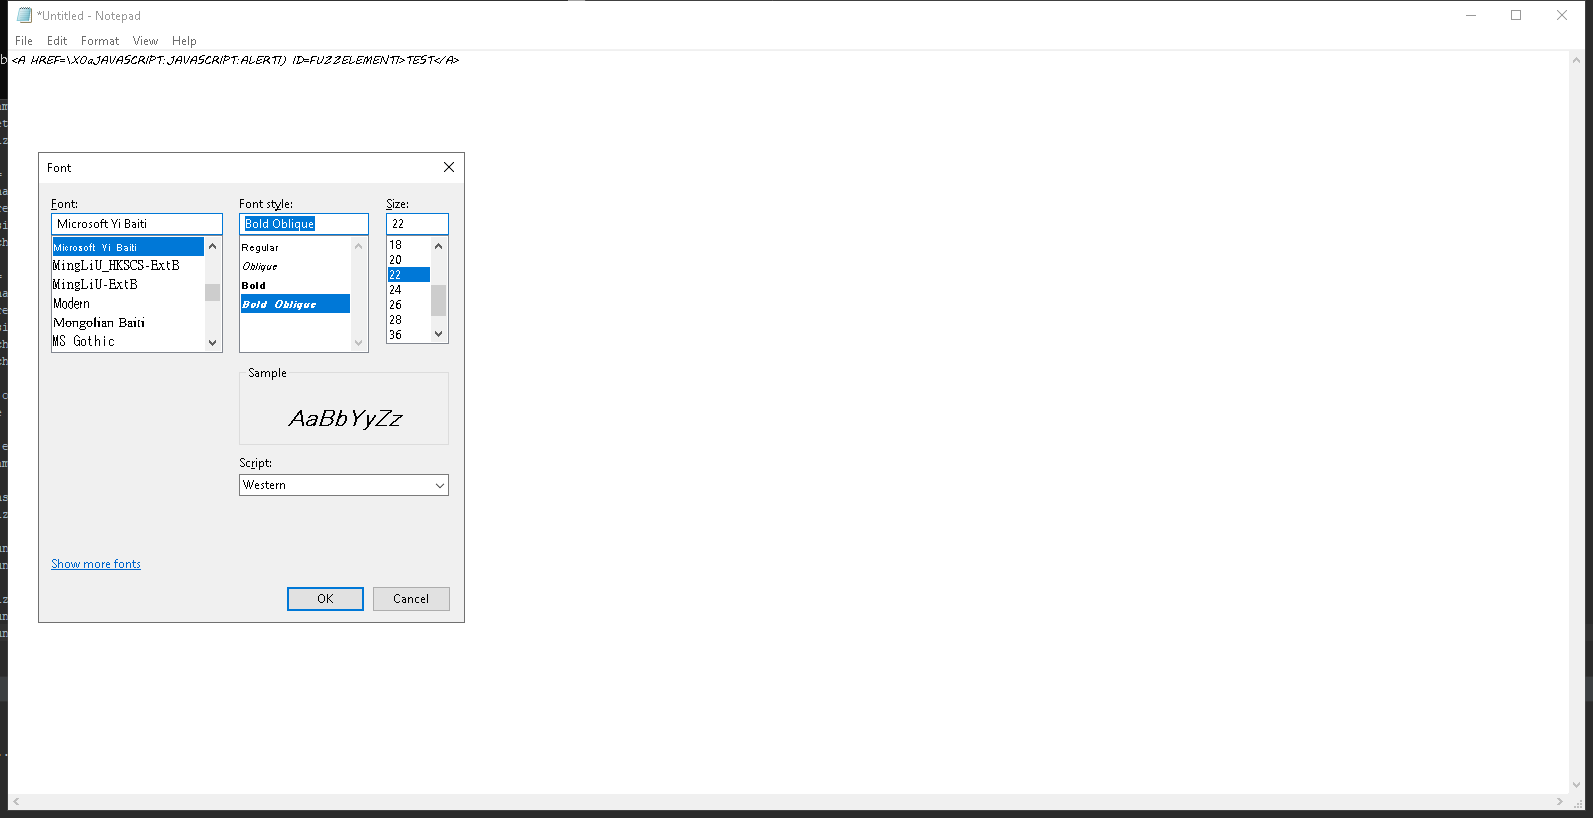 *Untitled - Notepad
File Edit Format View Help
<A HREF=\X0aJAVASCRIPT:JAVASCRIPT:ALERT1) ID=FUZZELEMENT1>TEST</A>
Font
Font: Font style: Size:
Microsoft Yi Baiti Bold Oblique 22
Microsoft Yi Baiti Regular 18
MingLiU_HKSCS-ExtB Oblique 20
MingLiU-ExtB Bold 22
Modern Bold Oblique 24
Mongolian Baiti 26
MS Gothic 28
36
Sample
AaBbYyZz
Script:
Western
Show more fonts
OK Cancel